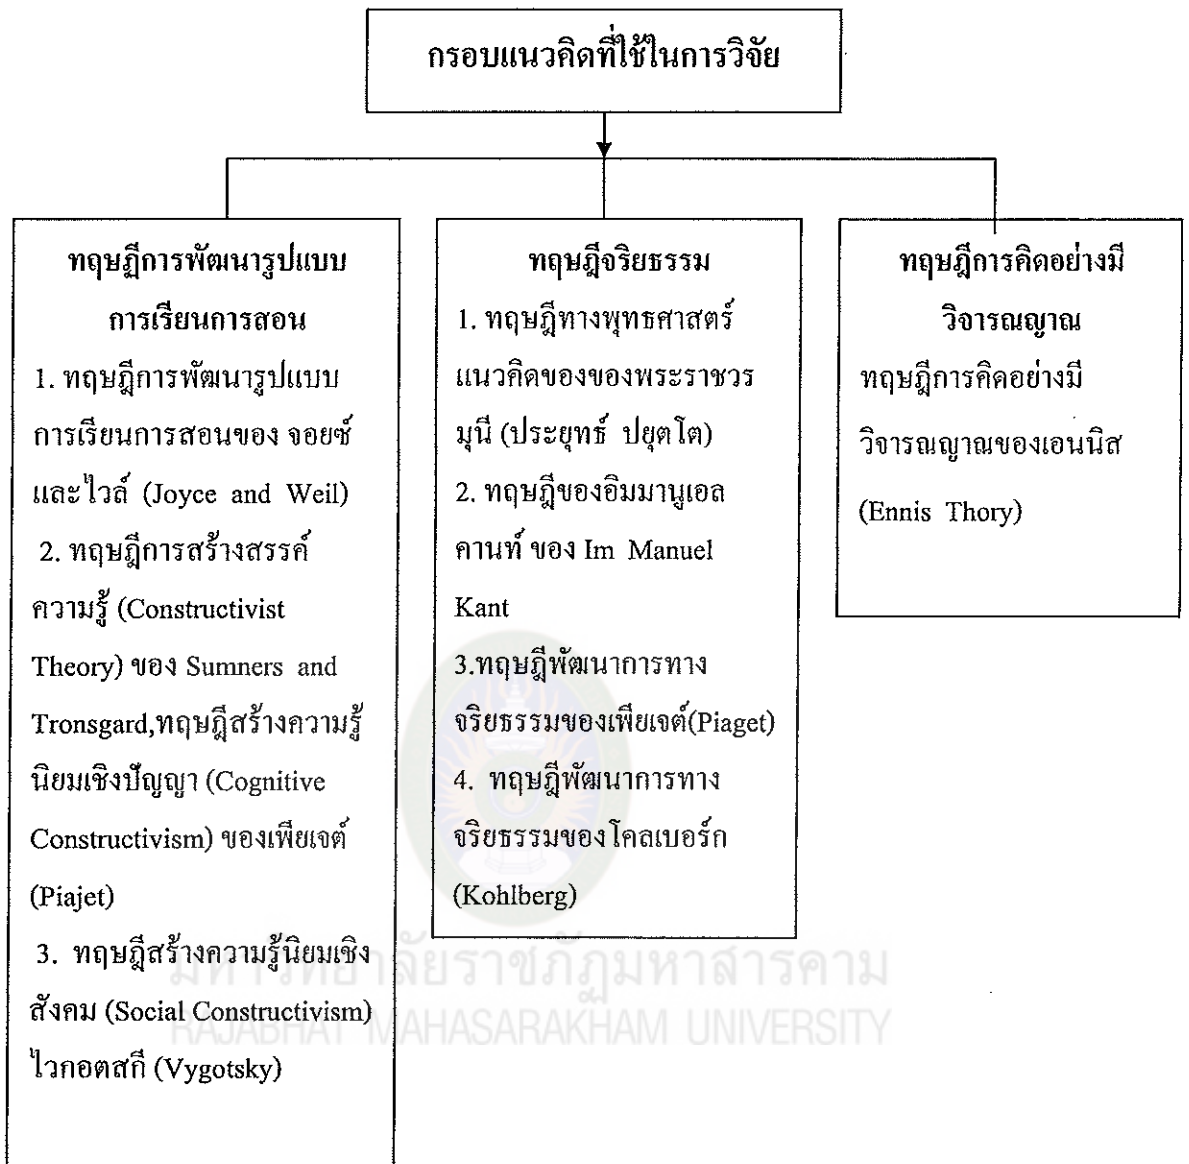 กรอบแนวคิดที่ใช้ในการวิจัย
ทฤษฎีการพัฒนารูปแบบ
การเรียนการสอน
1. ทฤษฎีการพัฒนารูปแบบ
การเรียนการสอนของ จอยซ์
และไวล์ (Joyce and Weil)
2. ทฤษฎีการสร้างสรรค์
ความรู้ (Constructivist
Theory) ของ Sumners and
Tronsgard,ทฤษฎีสร้างความรู้
นิยมเชิงปัญญา (Cognitive
Constructivism) ของเพียเจต์
(Piajet)
3. ทฤษฎีสร้างความรู้นิยมเชิง
สังคม (Social Constructivism)
ไวกอตสกี (Vygotsky)
ทฤษฎีจริยธรรม
1. ทฤษฎีทางพุทธศาสตร์
แนวคิดของของพระราชวร
มุนี (ประยุทธ์ ปยุตโต)
2. ทฤษฎีของอิมมานูเอล
คานท์ ของ Im Manuel
Kant
3.ทฤษฎีพัฒนาการทาง
จริยธรรมของเพียเจต์(Piaget)
4. ทฤษฎีพัฒนาการทาง
จริยธรรมของโคลเบอร์ก
(Kohlberg)
ทฤษฎีการคิดอย่างมี
วิจารณญาณ
ทฤษฎีการคิดอย่างมี
วิจารณญาณของเอนนิส
(Ennis Thory)
มหาวิทยาลัยราชภัฏมหาสารคาม
RAJABHAT MAHASARAKHAM UNIVERSITY